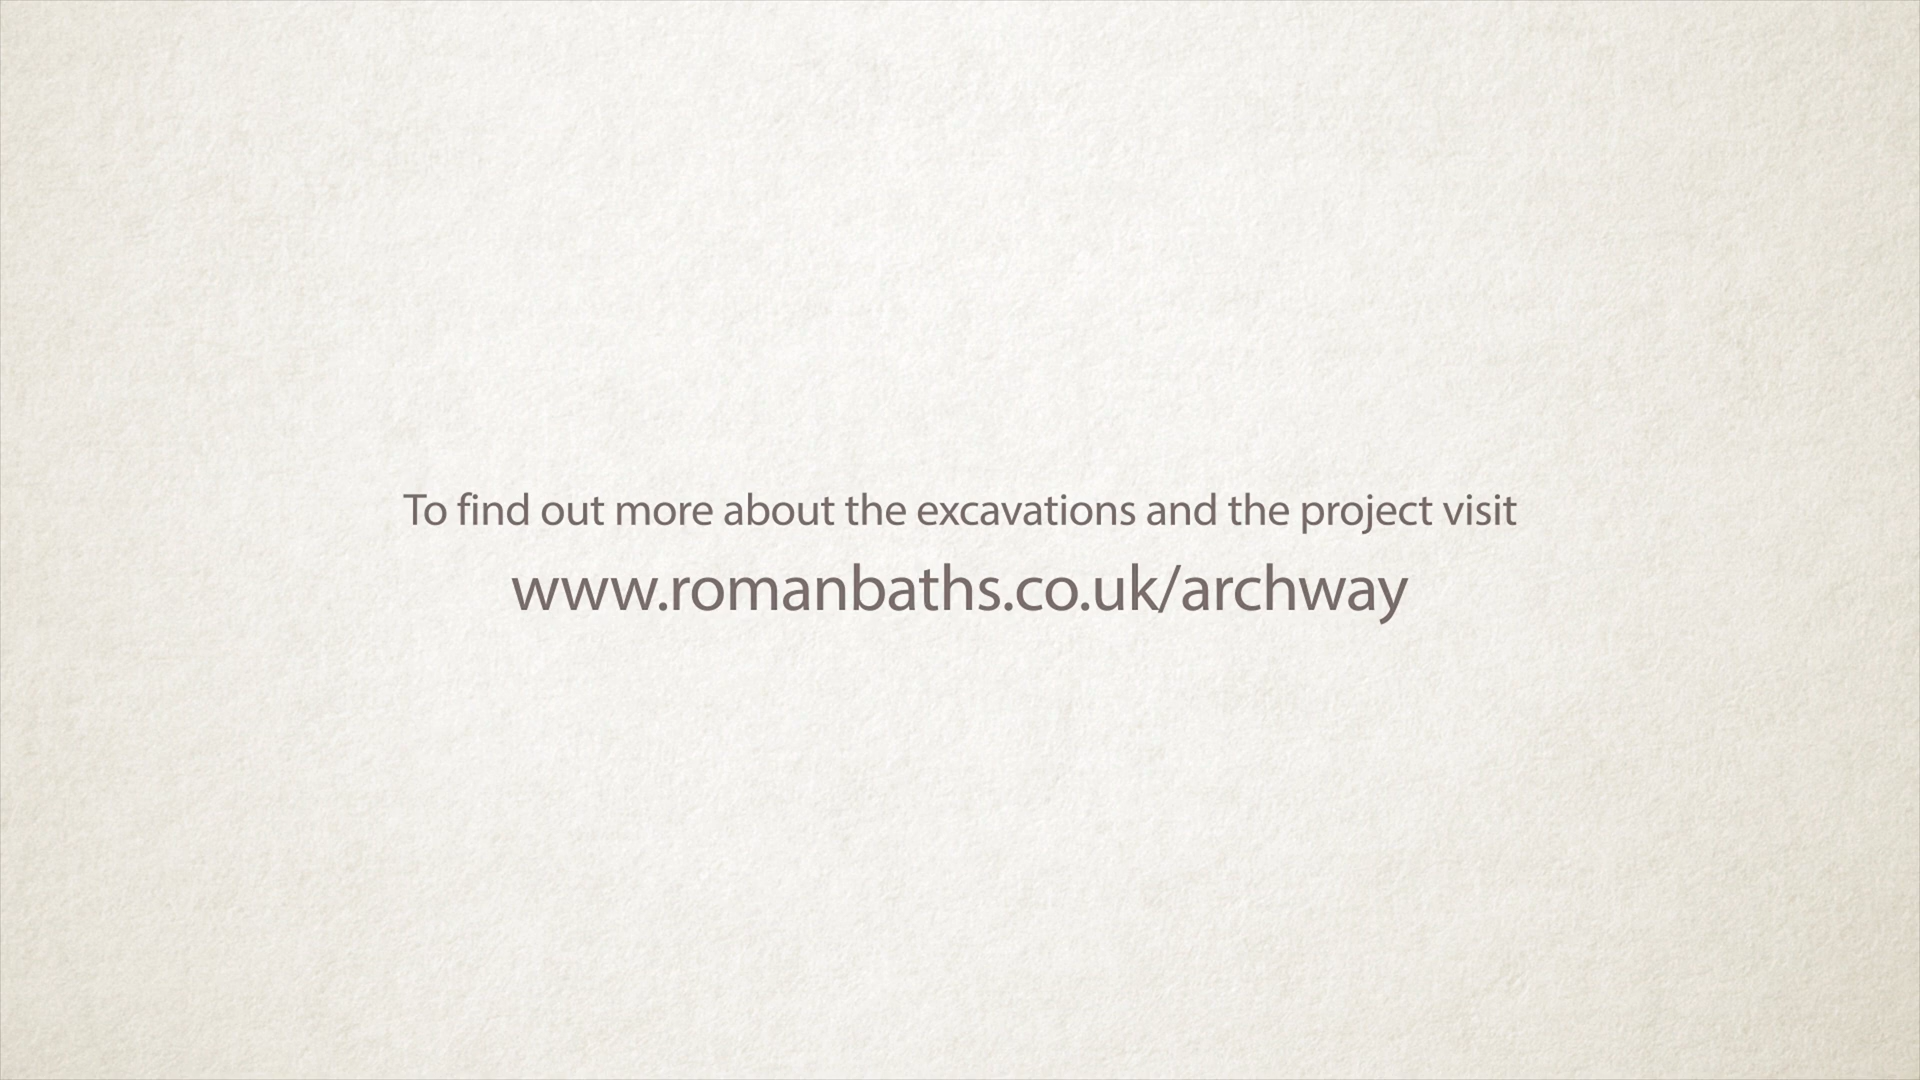 To find out more about the excavations and the project visit
www.romanbaths.co.uk/archway